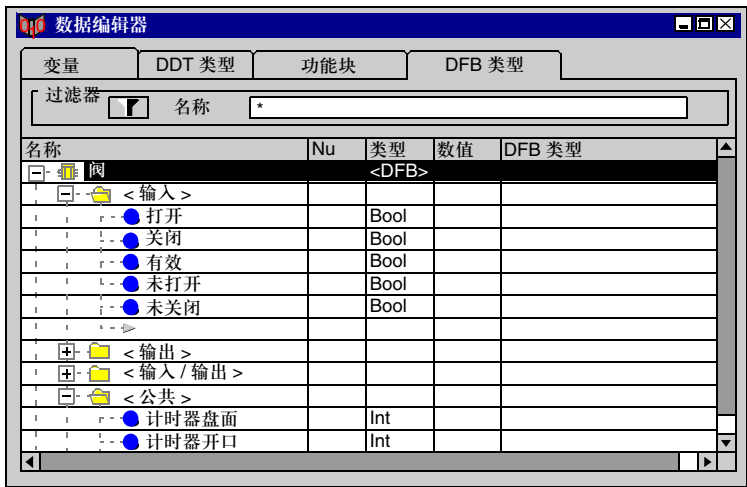 数据编辑器
变量 DDT 类型 功能块 DFB 类型
过滤器 名称 *
名称 Nu 类型 数值 DFB 类型
阀 <DFB>
< 输入 >
打开 Bool
关闭 Bool
有效 Bool
未打开 Bool
未关闭 Bool
< 输出 >
< 输入 / 输出 >
< 公共 >
计时器盘面 Int
计时器开口 Int